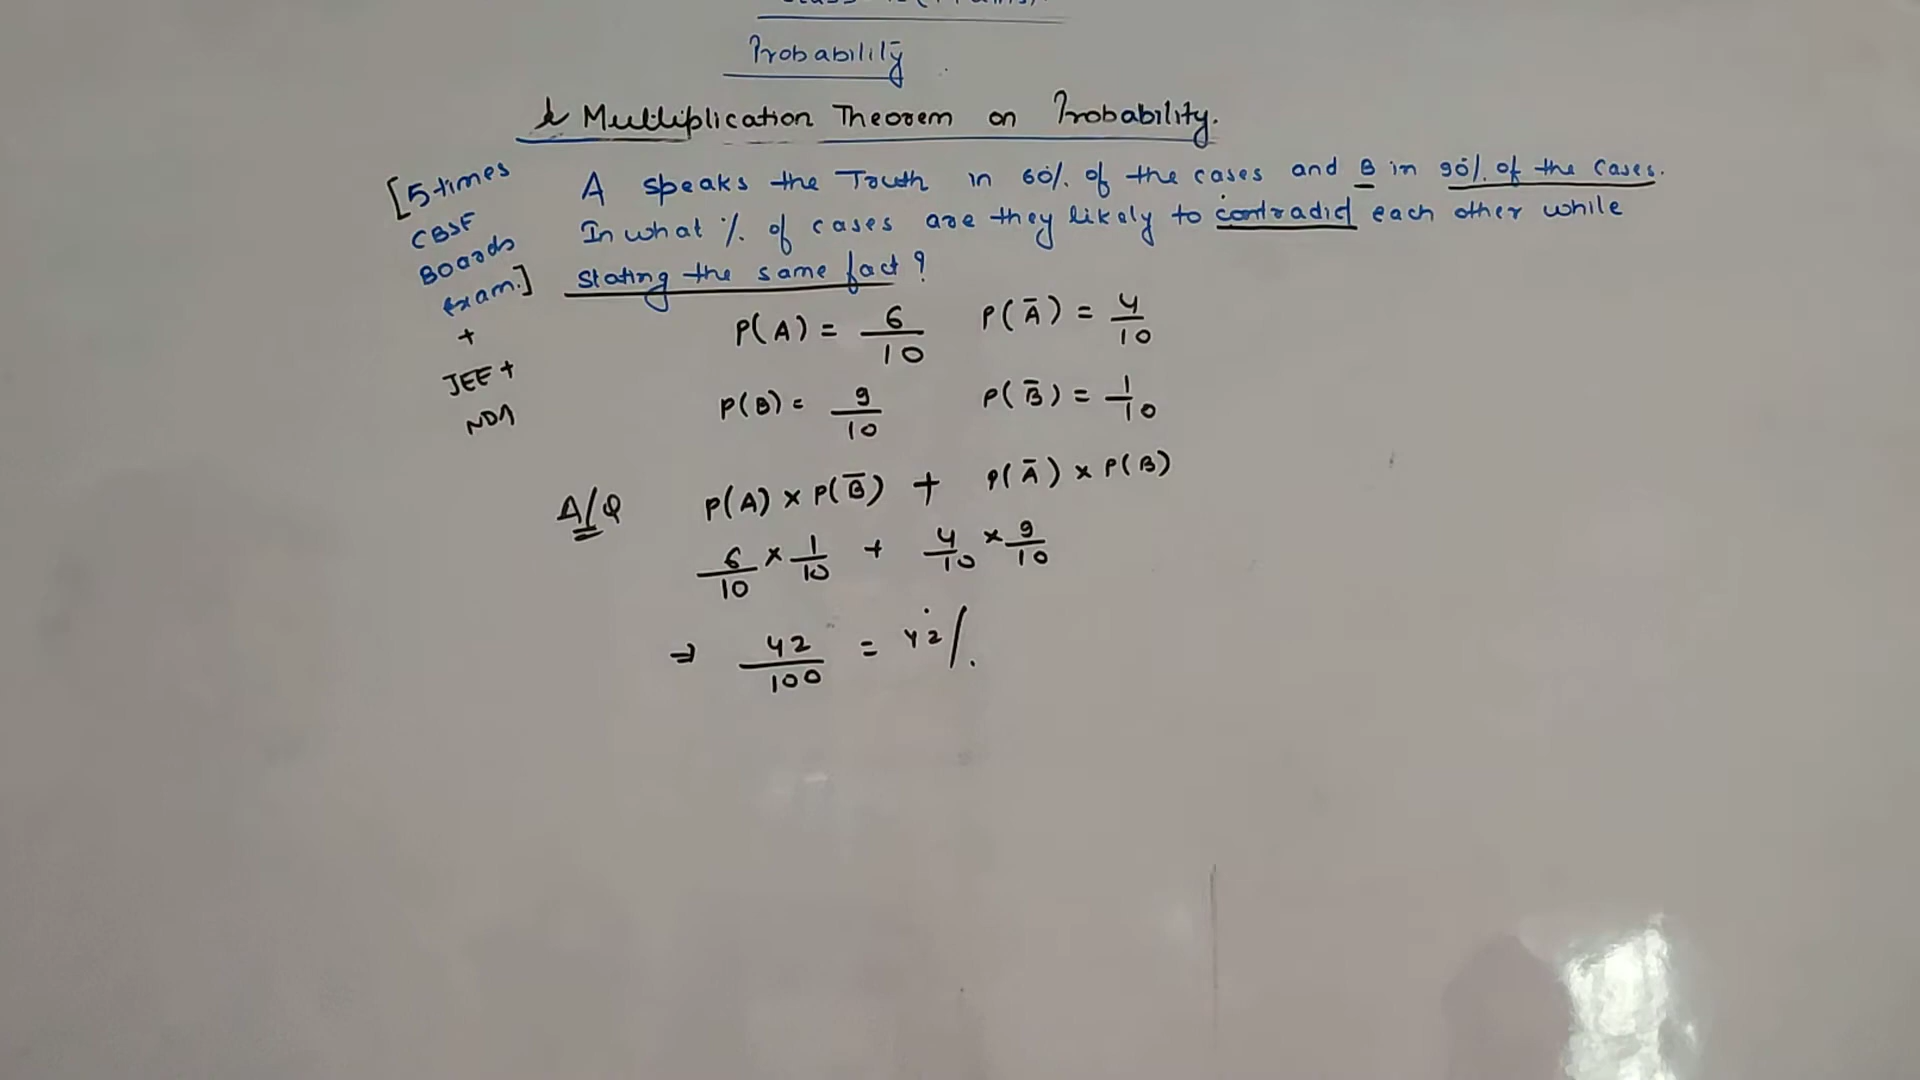 Probability
Multiplication Theorem on Probability.
[5 times
CBSE
Boards
exam.]
+
JEE +
NDA
A speaks the Truth in 60% of the cases and B in 90% of the cases.
In what % of cases are they likely to contradict each other while
stating the same fact?
P(A) = 6/10 P(Ā) = 4/10
P(B) = 9/10 P(B̄) = 1/10
A/Q P(A) × P(B̄) + P(Ā) × P(B)
6/10 × 1/10 + 4/10 × 9/10
⇒ 42/100 = 42%.